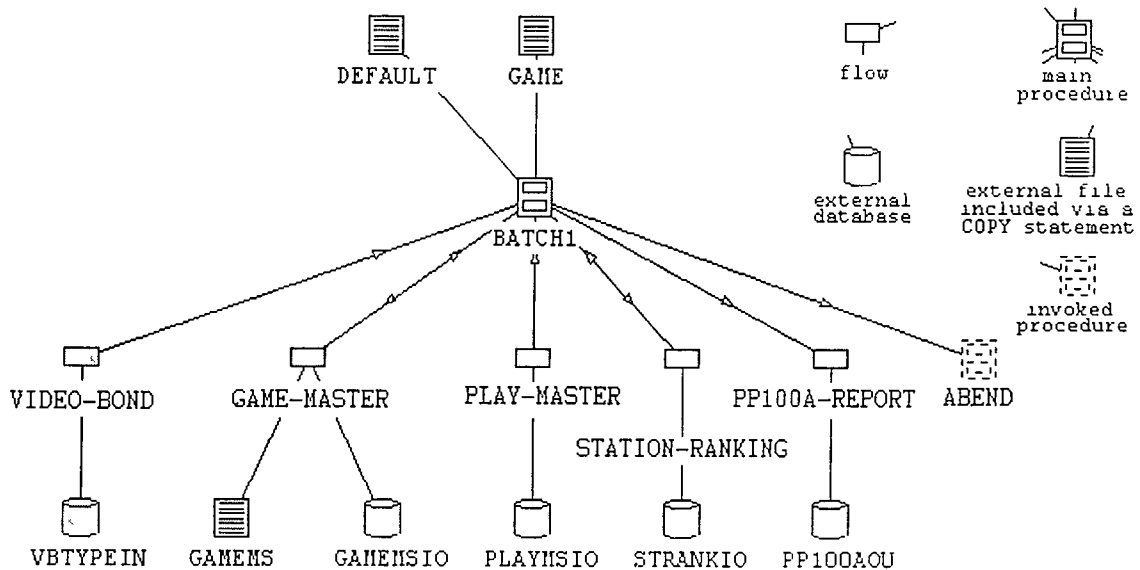 DEFAULT
GAME
flow
main
procedure
external
database
external file
included via a
COPY statement
BATCH1
invoked
procedure
VIDEO-BOND
GAME-MASTER
PLAY-MASTER
PP100A-REPORT
ABEND
STATION-RANKING
VBTYPEIN
GAMEMS
GAMEMSIO
PLAYMSIO
STRANKIO
PP100AOU